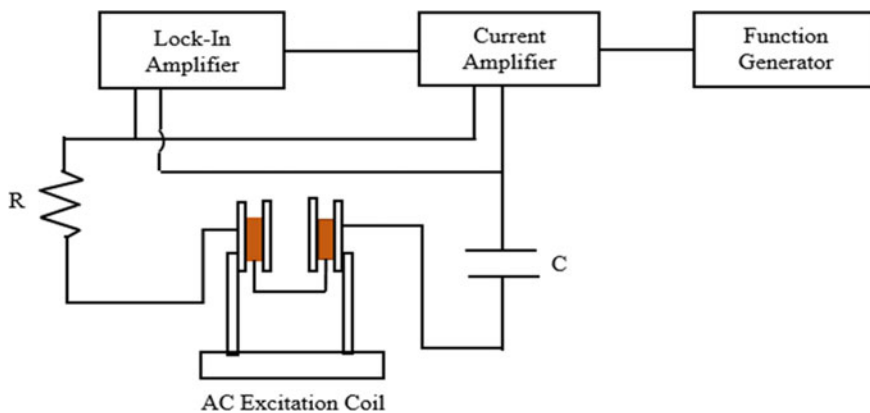 Lock-In
Amplifier
Current
Amplifier
Function
Generator
R
C
AC Excitation Coil